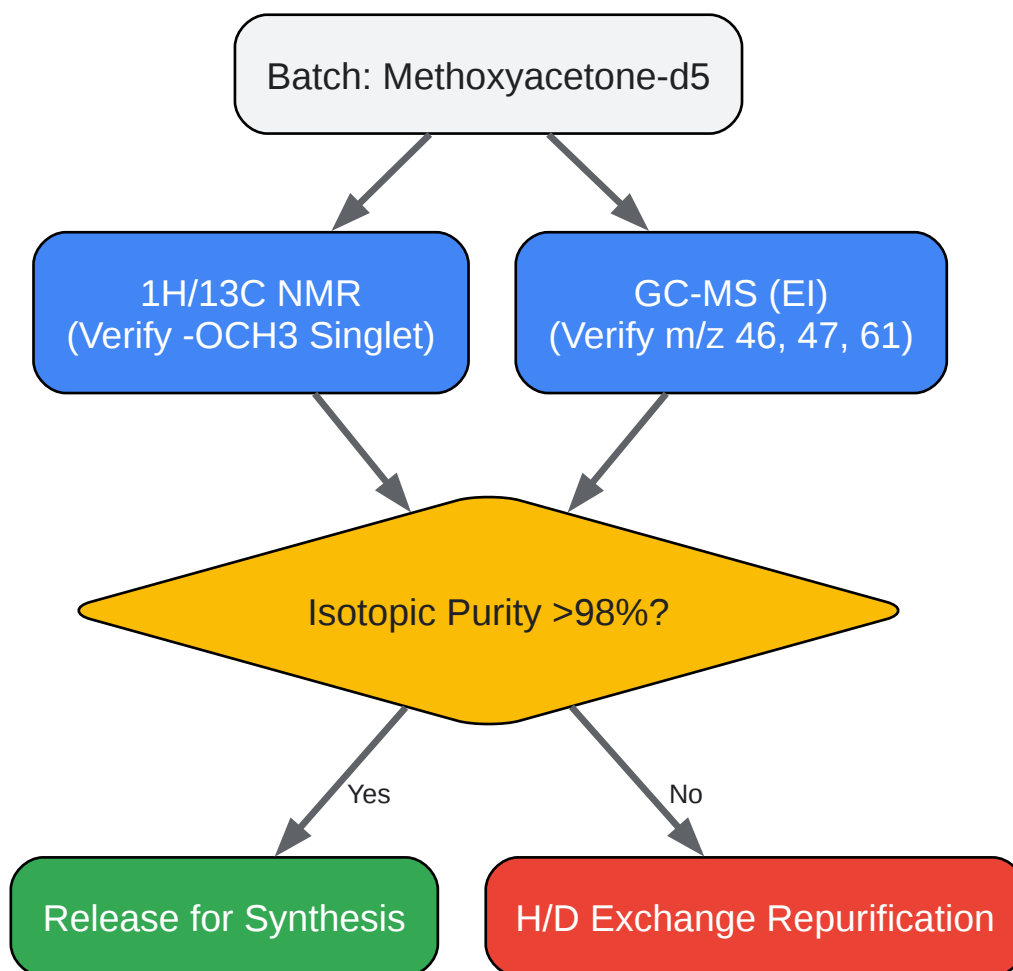 Batch: Methoxyacetone-d5
1H/13C NMR
(Verify -OCH3 Singlet)
GC-MS (EI)
(Verify m/z 46, 47, 61)
Isotopic Purity >98%?
Yes
No
Release for Synthesis
H/D Exchange Repurification